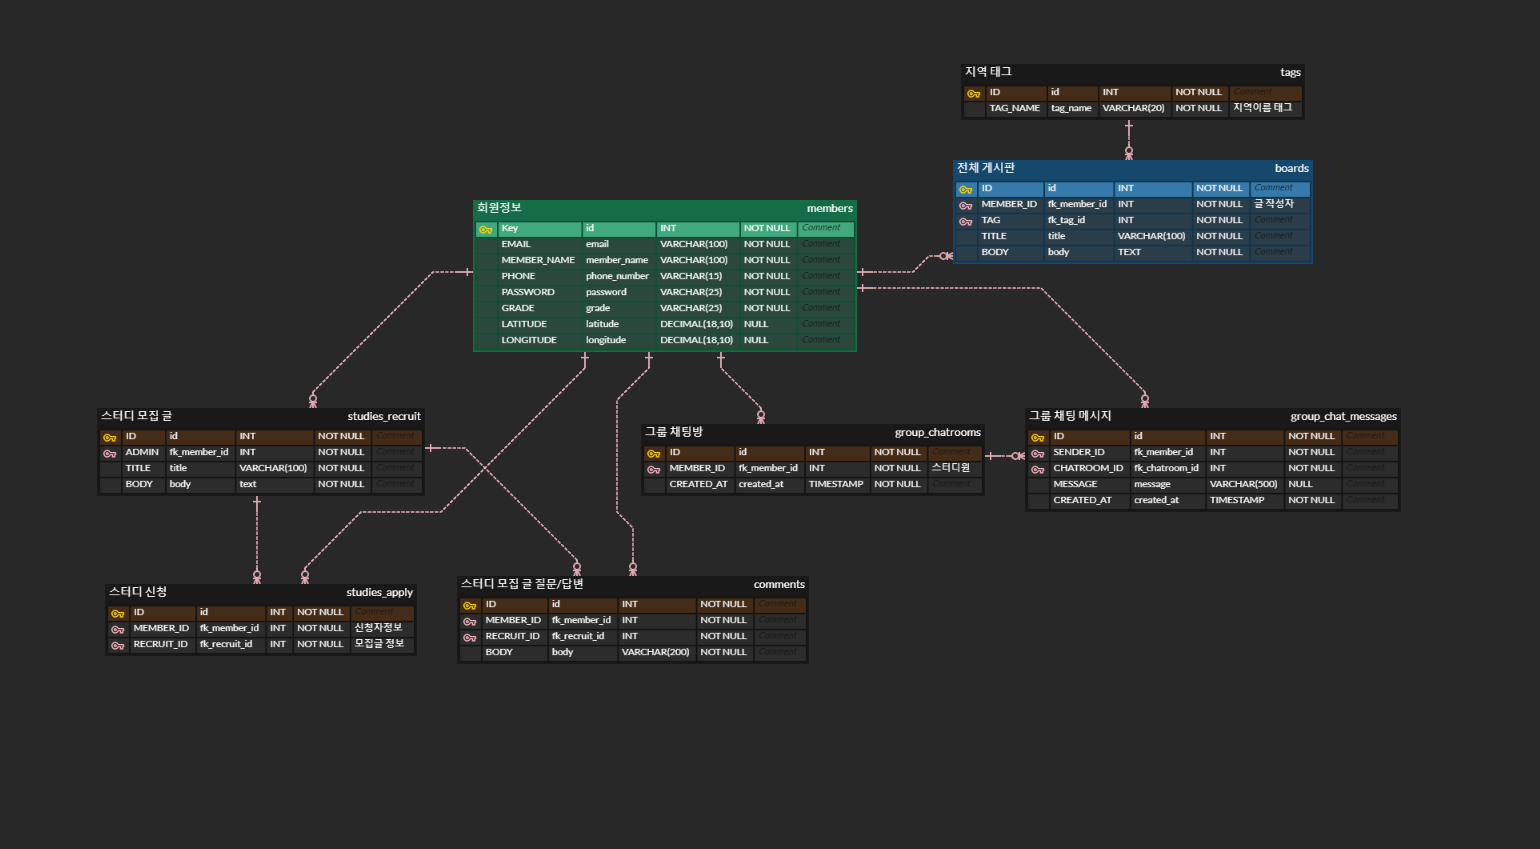 지역 태그 tags
ID id INT NOT NULL Comment
TAG_NAME tag_name VARCHAR(20) NOT NULL 지역이름 태그
전체 게시판 boards
ID id INT NOT NULL Comment
MEMBER_ID fk_member_id INT NOT NULL 글 작성자
TAG fk_tag_id INT NOT NULL Comment
TITLE title VARCHAR(100) NOT NULL Comment
BODY body TEXT NOT NULL Comment
회원정보 members
Key id INT NOT NULL Comment
EMAIL email VARCHAR(100) NOT NULL Comment
MEMBER_NAME member_name VARCHAR(100) NOT NULL Comment
PHONE phone_number VARCHAR(15) NOT NULL Comment
PASSWORD password VARCHAR(25) NOT NULL Comment
GRADE grade VARCHAR(25) NOT NULL Comment
LATITUDE latitude DECIMAL(18,10) NULL Comment
LONGITUDE longitude DECIMAL(18,10) NULL Comment
스터디 모집 글 studies_recruit
ID id INT NOT NULL Comment
ADMIN fk_member_id INT NOT NULL Comment
TITLE title VARCHAR(100) NOT NULL Comment
BODY body text NOT NULL Comment
그룹 채팅방 group_chatrooms
ID id INT NOT NULL Comment
MEMBER_ID fk_member_id INT NOT NULL 스터디원
CREATED_AT created_at TIMESTAMP NOT NULL Comment
그룹 채팅 메시지 group_chat_messages
ID id INT NOT NULL Comment
SENDER_ID fk_member_id INT NOT NULL Comment
CHATROOM_ID fk_chatroom_id INT NOT NULL Comment
MESSAGE message VARCHAR(500) NULL Comment
CREATED_AT created_at TIMESTAMP NOT NULL Comment
스터디 신청 studies_apply
ID id INT NOT NULL Comment
MEMBER_ID fk_member_id INT NOT NULL 신청자정보
RECRUIT_ID fk_recruit_id INT NOT NULL 모집글 정보
스터디 모집 글 질문/답변 comments
ID id INT NOT NULL Comment
MEMBER_ID fk_member_id INT NOT NULL Comment
RECRUIT_ID fk_recruit_id INT NOT NULL Comment
BODY body VARCHAR(200) NOT NULL Comment